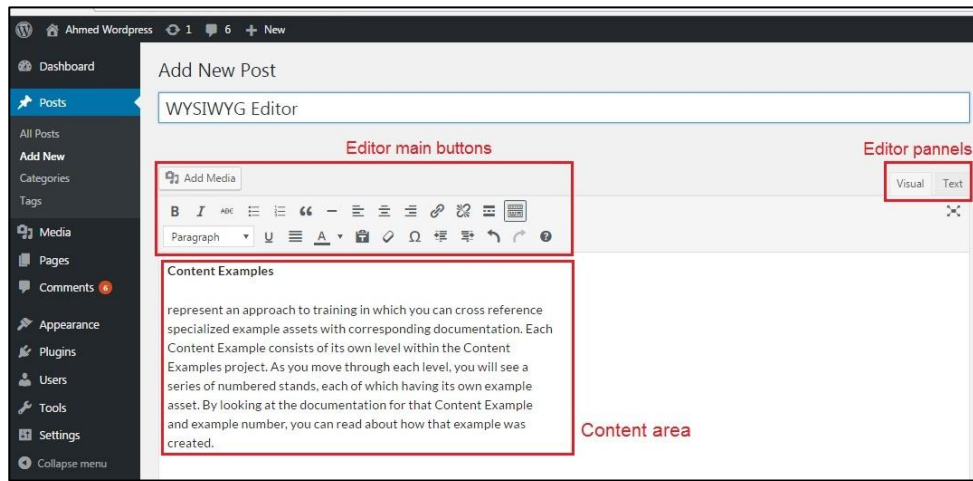 Ahmed Wordpress 1 6 + New
Dashboard
Posts
All Posts
Add New
Categories
Tags
Media
Pages
Comments 6
Appearance
Plugins
Users
Tools
Settings
Collapse menu
Add New Post
WYSIWYG Editor
Editor main buttons
Editor pannels
Add Media
Visual Text
B I ABC
Paragraph U A Ω
Content Examples
represent an approach to training in which you can cross reference
specialized example assets with corresponding documentation. Each
Content Example consists of its own level within the Content
Examples project. As you move through each level, you will see a
series of numbered stands, each of which having its own example
asset. By looking at the documentation for that Content Example
and example number, you can read about how that example was
created.
Content area